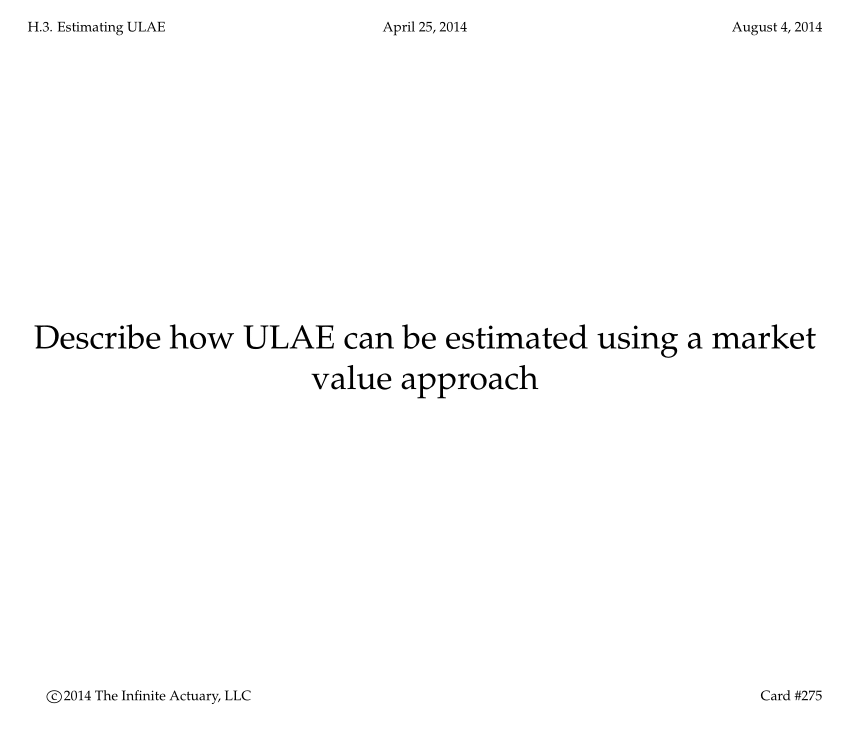 H.3. Estimating ULAE April 25, 2014 August 4, 2014
Describe how ULAE can be estimated using a market
value approach
©2014 The Infinite Actuary, LLC Card #275